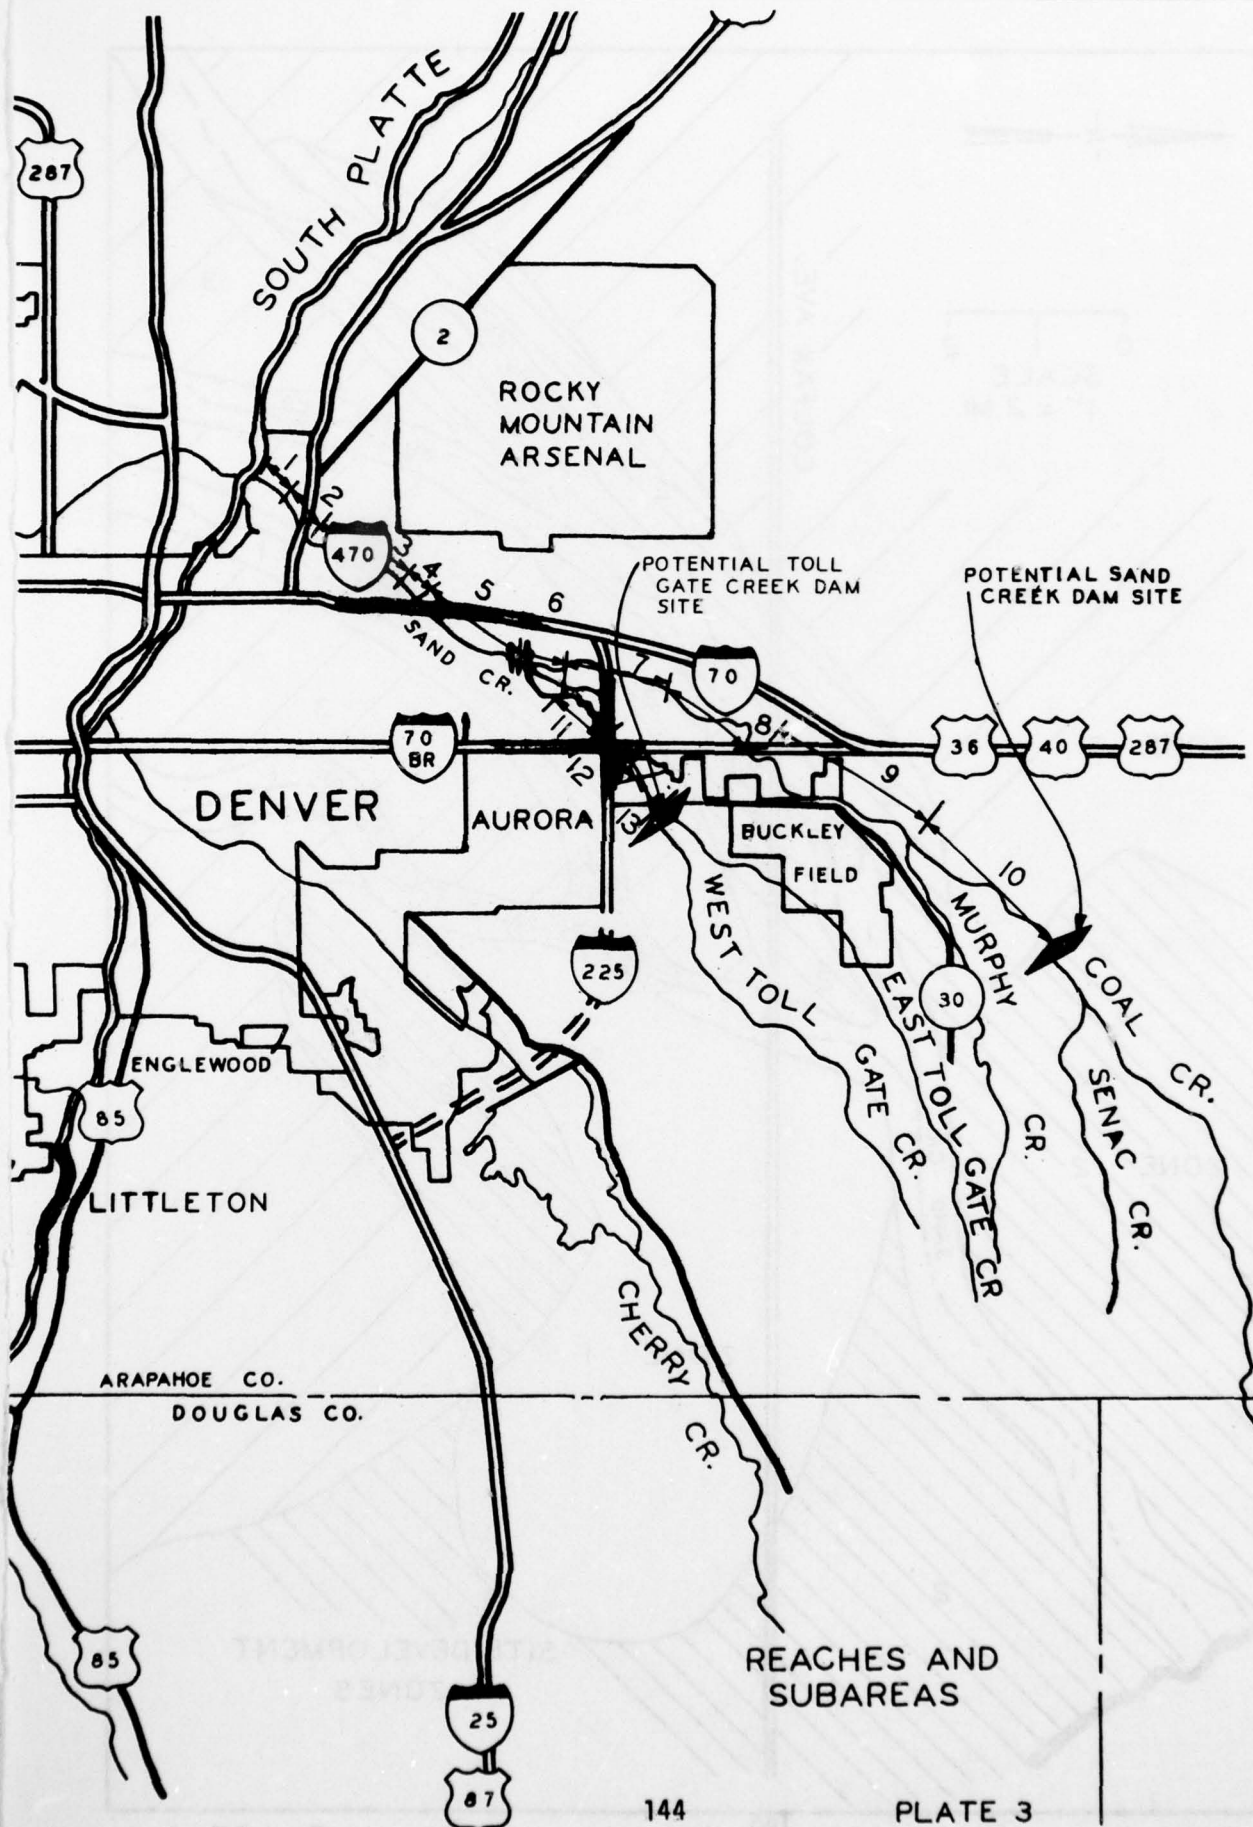 SOUTH PLATTE
287
2
ROCKY
MOUNTAIN
ARSENAL
1
2
470
3
4
5
6
POTENTIAL TOLL
GATE CREEK DAM
SITE
POTENTIAL SAND
CREEK DAM SITE
SAND CR.
7
70
8
9
10
11
12
13
70
BR
36
40
287
DENVER
AURORA
BUCKLEY
FIELD
WEST TOLL GATE CR.
EAST TOLL GATE CR
MURPHY CR.
30
COAL CR.
SENAC CR.
225
ENGLEWOOD
85
LITTLETON
CHERRY CR.
ARAPAHOE CO.
DOUGLAS CO.
85
25
87
REACHES AND
SUBAREAS
144
PLATE 3